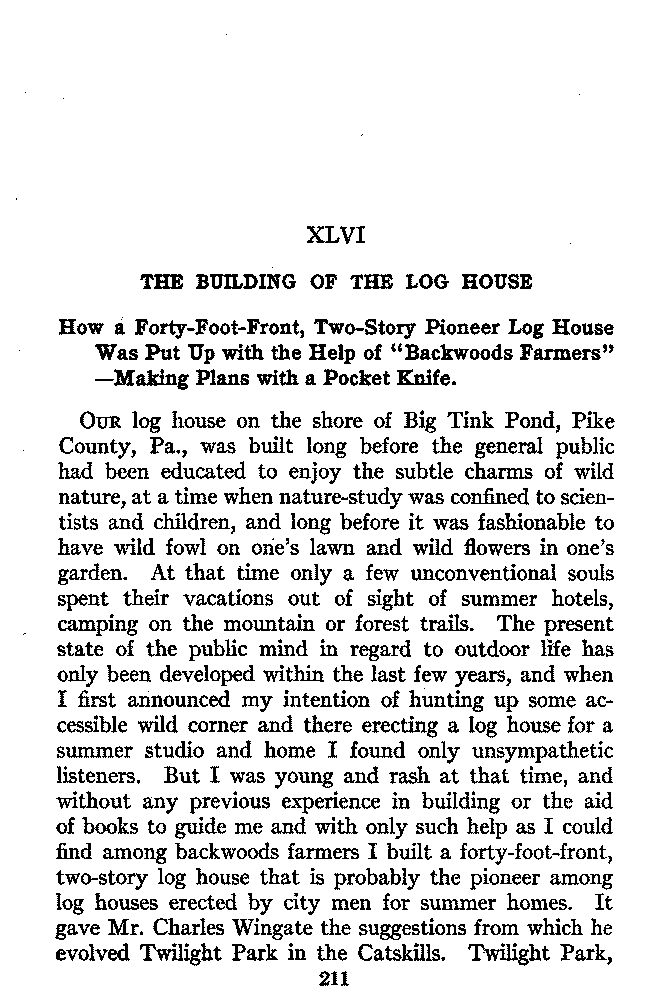 XLVI
THE BUILDING OF THE LOG HOUSE
How a Forty-Foot-Front, Two-Story Pioneer Log House
Was Put Up with the Help of “Backwoods Farmers”
—Making Plans with a Pocket Knife.
OUR log house on the shore of Big Tink Pond, Pike
County, Pa., was built long before the general public
had been educated to enjoy the subtle charms of wild
nature, at a time when nature-study was confined to scien-
tists and children, and long before it was fashionable to
have wild fowl on one’s lawn and wild flowers in one’s
garden. At that time only a few unconventional souls
spent their vacations out of sight of summer hotels,
camping on the mountain or forest trails. The present
state of the public mind in regard to outdoor life has
only been developed within the last few years, and when
I first announced my intention of hunting up some ac-
cessible wild corner and there erecting a log house for a
summer studio and home I found only unsympathetic
listeners. But I was young and rash at that time, and
without any previous experience in building or the aid
of books to guide me and with only such help as I could
find among backwoods farmers I built a forty-foot-front,
two-story log house that is probably the pioneer among
log houses erected by city men for summer homes. It
gave Mr. Charles Wingate the suggestions from which he
evolved Twilight Park in the Catskills. Twilight Park,
211